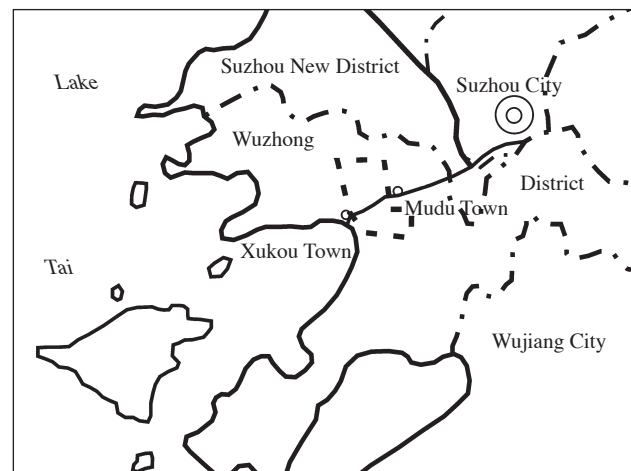 Suzhou New District
Lake
Suzhou City
Wuzhong
District
Mudu Town
Xukou Town
Tai
Wujiang City